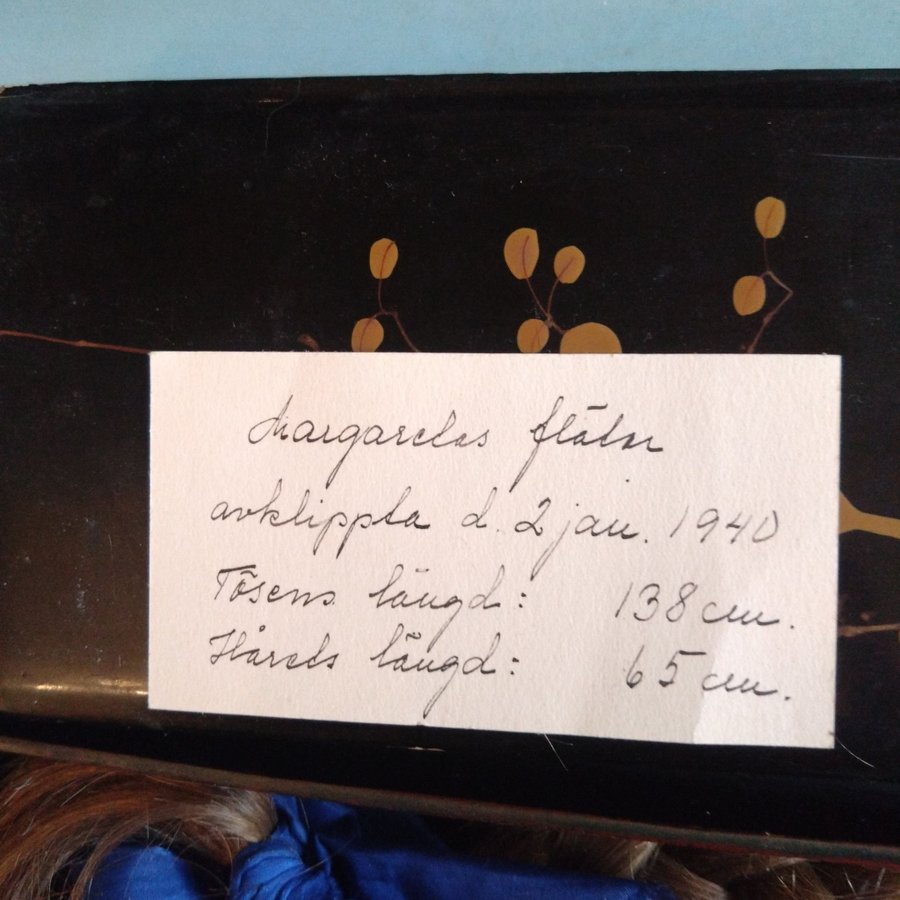 Margaretas flätor
avklippta d. 2 jan. 1940
Tösens längd: 138 cm.
Hårets längd: 65 cm.